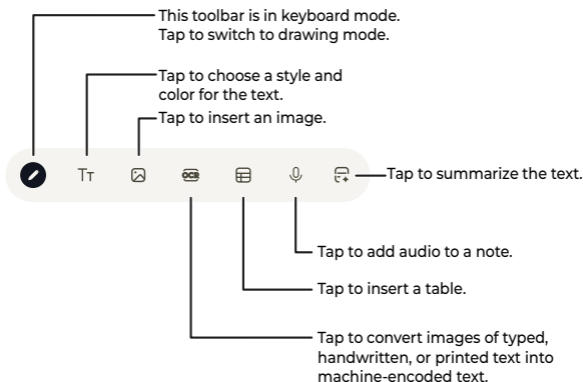 This toolbar is in keyboard mode.
Tap to switch to drawing mode.
Tap to choose a style and
color for the text.
Tap to insert an image.
TT
OCR
Tap to summarize the text.
Tap to add audio to a note.
Tap to insert a table.
Tap to convert images of typed,
handwritten, or printed text into
machine-encoded text.